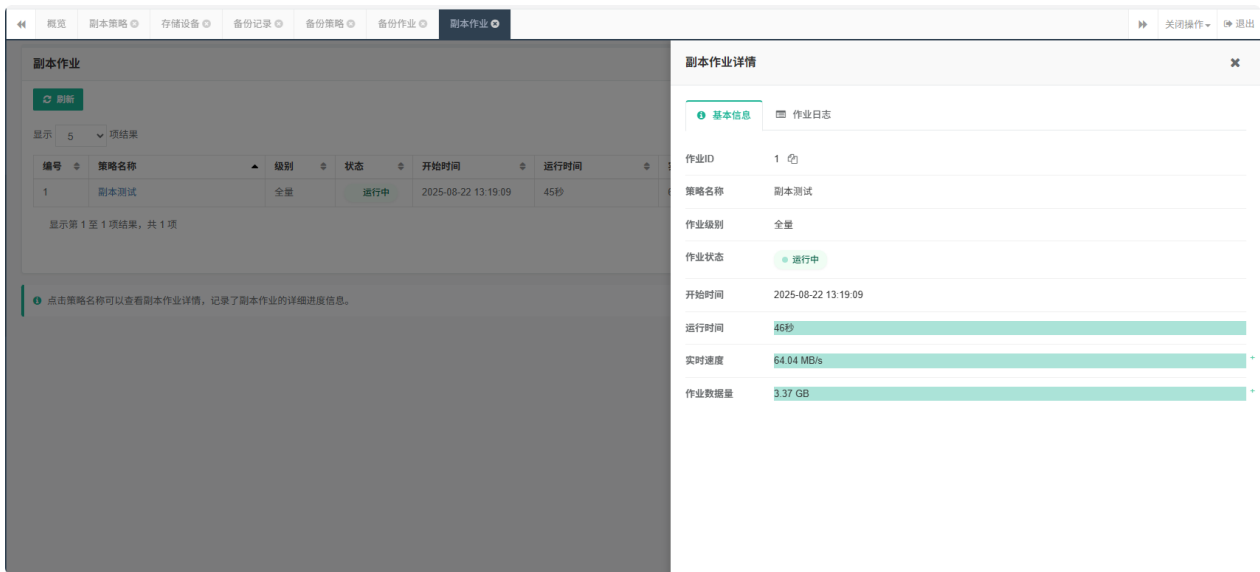 概览 副本策略 存储设备 备份记录 备份策略 备份作业 副本作业 关闭操作 退出
副本作业
刷新
显示 5 项结果
编号 策略名称 级别 状态 开始时间 运行时间
1 副本测试 全量 运行中 2025-08-22 13:19:09 45秒
显示第 1 至 1 项结果，共 1 项
点击策略名称可以查看副本作业详情，记录了副本作业的详细进度信息。
副本作业详情
基本信息 作业日志
作业ID 1
策略名称 副本测试
作业级别 全量
作业状态 运行中
开始时间 2025-08-22 13:19:09
运行时间 46秒
实时速度 64.04 MB/s +
作业数据量 3.37 GB +